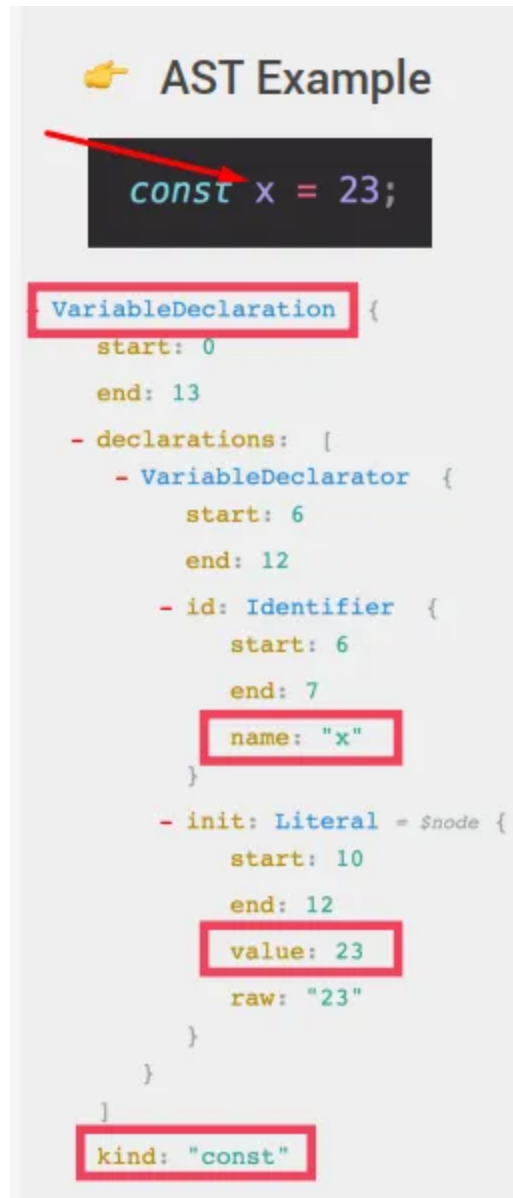 👉 AST Example
const x = 23;
- VariableDeclaration {
start: 0
end: 13
- declarations: [
- VariableDeclarator {
start: 6
end: 12
- id: Identifier {
start: 6
end: 7
name: "x"
}
- init: Literal = $node {
start: 10
end: 12
value: 23
raw: "23"
}
}
]
kind: "const"